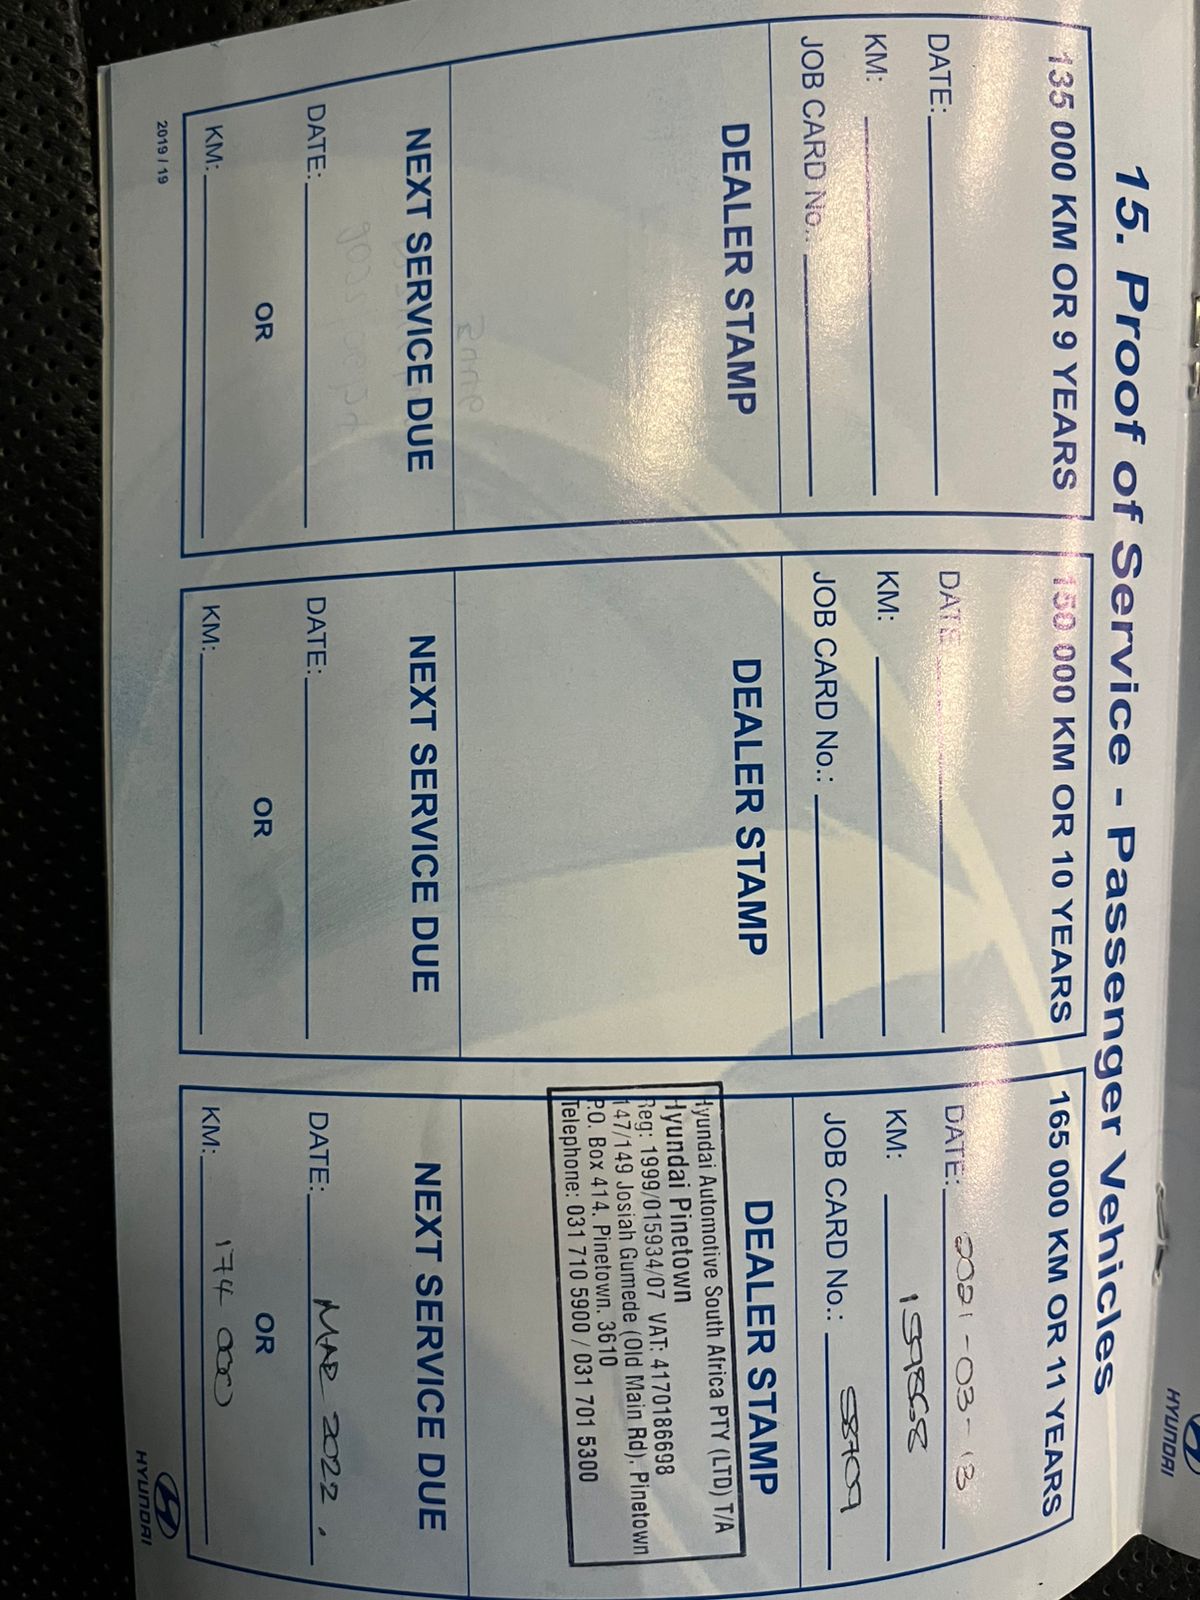 15. Proof of Service - Passenger Vehicles
135 000 KM OR 9 YEARS
DATE:
KM:
JOB CARD No.:
DEALER STAMP
NEXT SERVICE DUE
DATE:
OR
KM:
150 000 KM OR 10 YEARS
DATE
KM:
JOB CARD No.:
DEALER STAMP
NEXT SERVICE DUE
DATE:
OR
KM:
165 000 KM OR 11 YEARS
DATE: 2021-03-13
KM: 159868
JOB CARD No.: 58709
DEALER STAMP
Hyundai Automotive South Africa PTY (LTD) T/A
Hyundai Pinetown
Reg: 1999/015934/07 VAT: 4170186698
147/149 Josiah Gumede (Old Main Rd). Pinetown
P.O. Box 414. Pinetown. 3610
Telephone: 031 710 5900 / 031 701 5300
NEXT SERVICE DUE
DATE: MAR 2022.
OR
KM: 174 000
2019 / 19
HYUNDAI
HYUNDAI